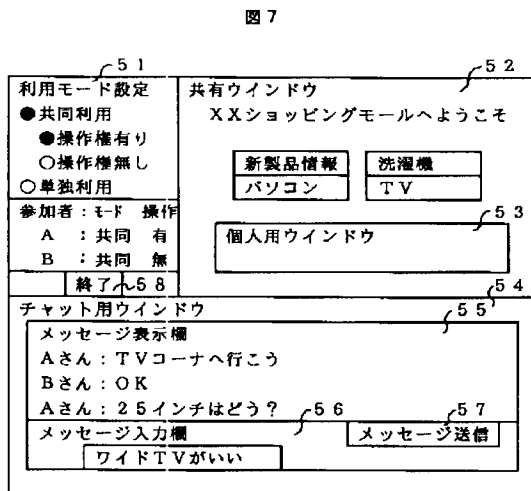 図7
51
利用モード設定
●共同利用
●操作権有り
○操作権無し
○単独利用
参加者：モード 操作
A ：共同 有
B ：共同 無
終了 58
52
共有ウインドウ
XXショッピングモールへようこそ
新製品情報 洗濯機
パソコン TV
53
個人用ウインドウ
54
チャット用ウインドウ
55
メッセージ表示欄
Aさん：TVコーナへ行こう
Bさん：OK
Aさん：25インチはどう？
56
57
メッセージ入力欄 メッセージ送信
ワイドTVがいい